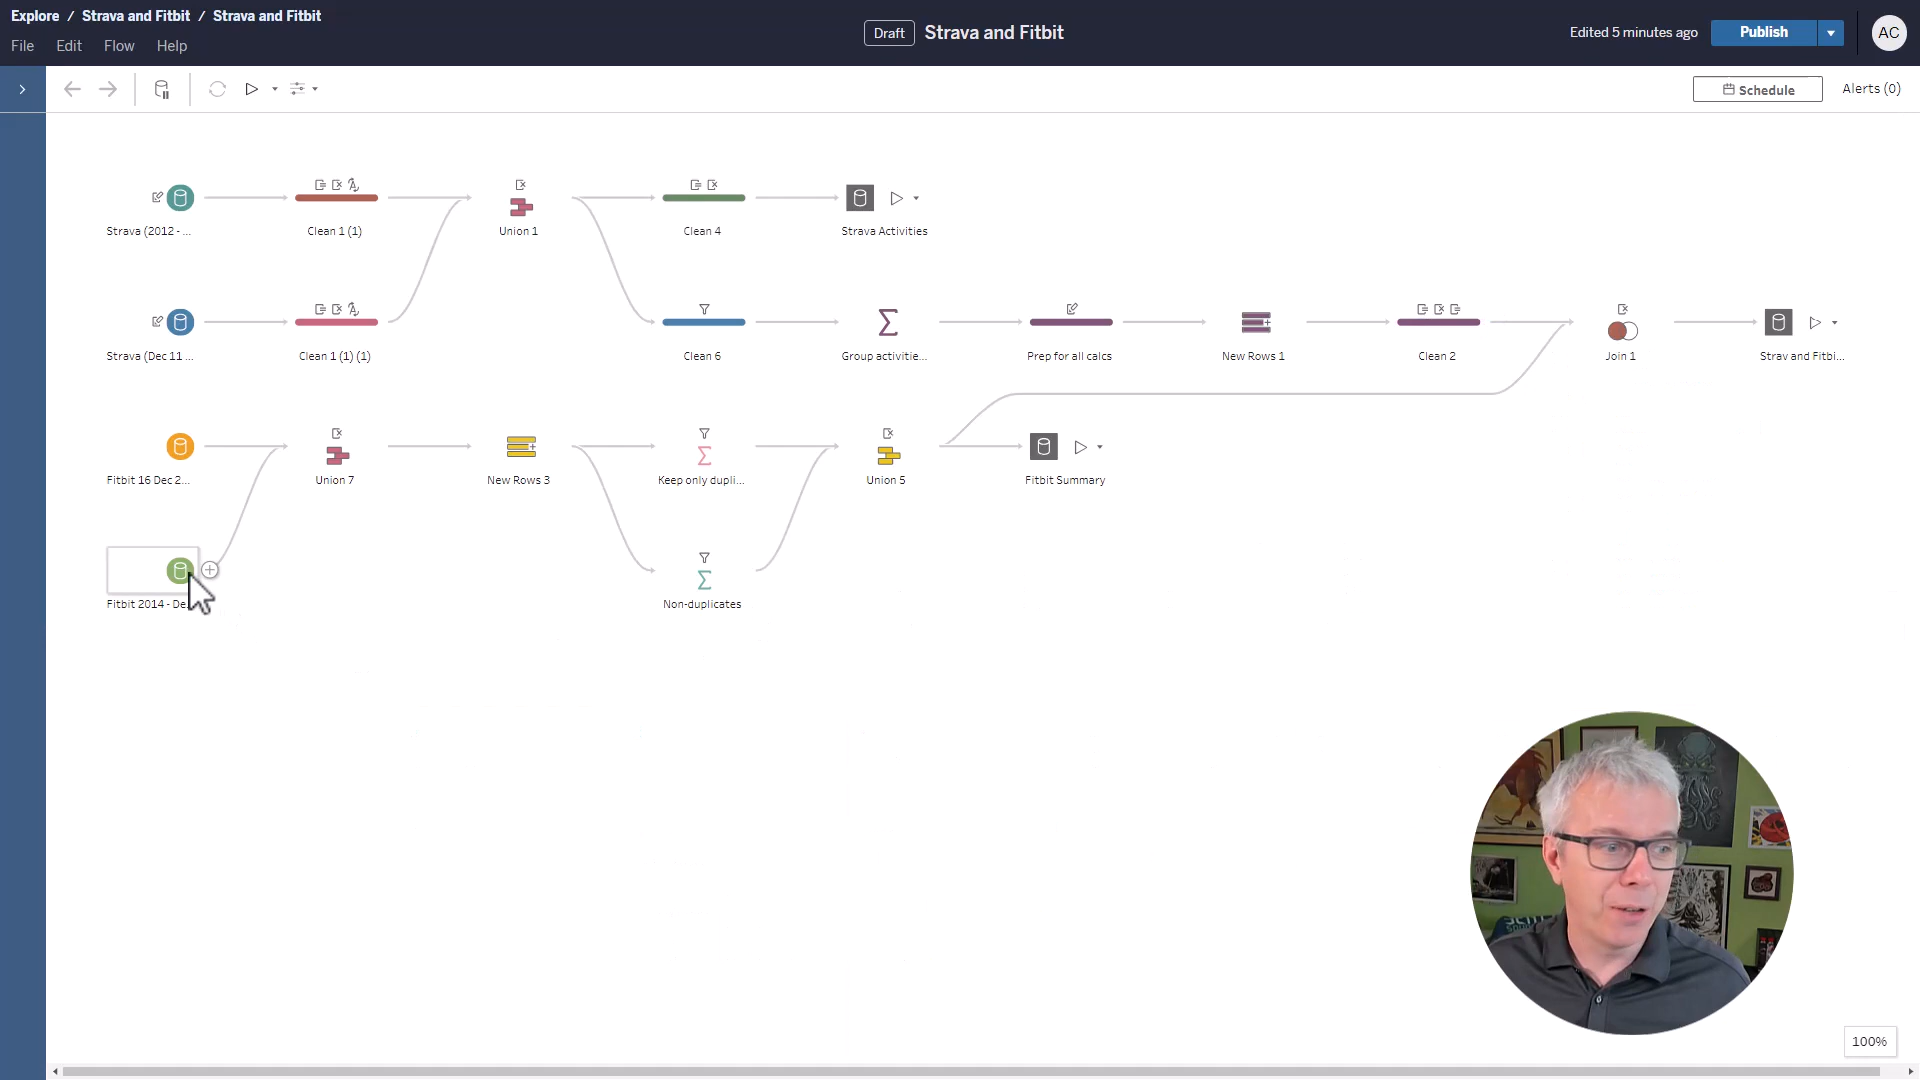 Explore / Strava and Fitbit / Strava and Fitbit
File Edit Flow Help
Draft Strava and Fitbit
Edited 5 minutes ago Publish AC
Schedule Alerts (0)
Strava (2012 - ... Clean 1 (1) Union 1 Clean 4 Strava Activities
Strava (Dec 11 ... Clean 1 (1) (1) Clean 6 Group activitie... Prep for all calcs New Rows 1 Clean 2 Join 1 Strav and Fitbi...
Fitbit 16 Dec 2... Union 7 New Rows 3 Keep only dupli... Union 5 Fitbit Summary
Fitbit 2014 - De... Non-duplicates
100%